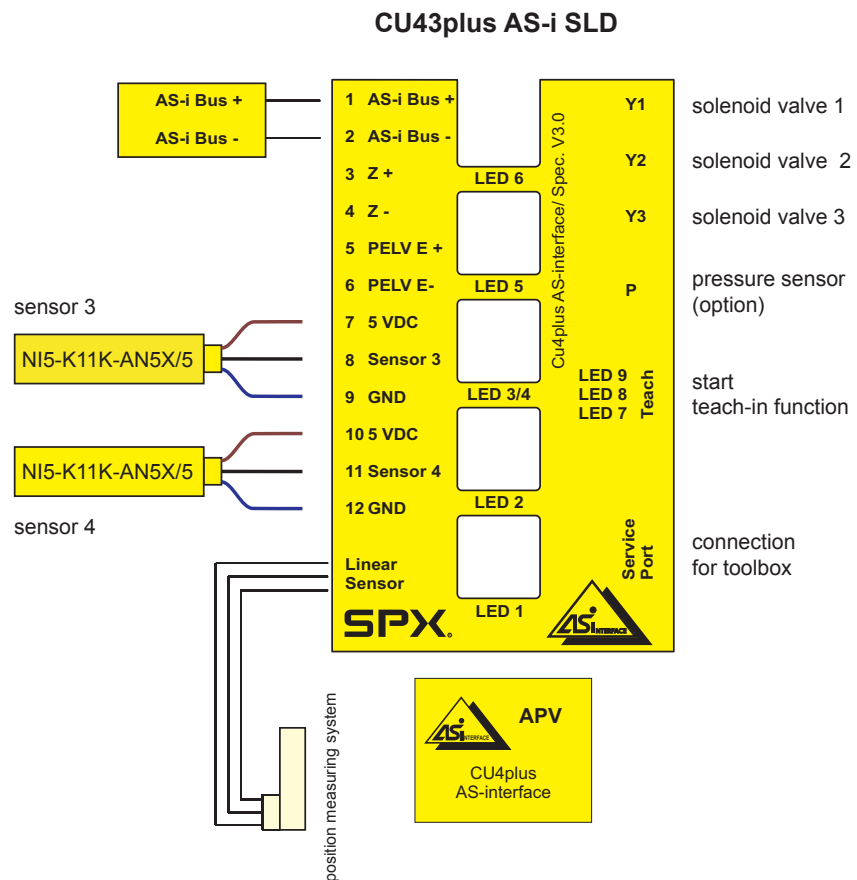 CU43plus AS-i SLD
AS-i Bus +
AS-i Bus -
1 AS-i Bus +
2 AS-i Bus -
3 Z +
4 Z -
5 PELV E +
6 PELV E-
7 5 VDC
8 Sensor 3
9 GND
10 5 VDC
11 Sensor 4
12 GND
Linear
Sensor
sensor 3
NI5-K11K-AN5X/5
NI5-K11K-AN5X/5
sensor 4
LED 6
LED 5
LED 3/4
LED 2
LED 1
Cu4plus AS-interface/ Spec. V3.0
Y1
Y2
Y3
P
LED 9
LED 8
LED 7
Teach
Service
Port
solenoid valve 1
solenoid valve 2
solenoid valve 3
pressure sensor
(option)
start
teach-in function
connection
for toolbox
SPX.
ASi INTERFACE
position measuring system
ASi INTERFACE
APV
CU4plus
AS-interface